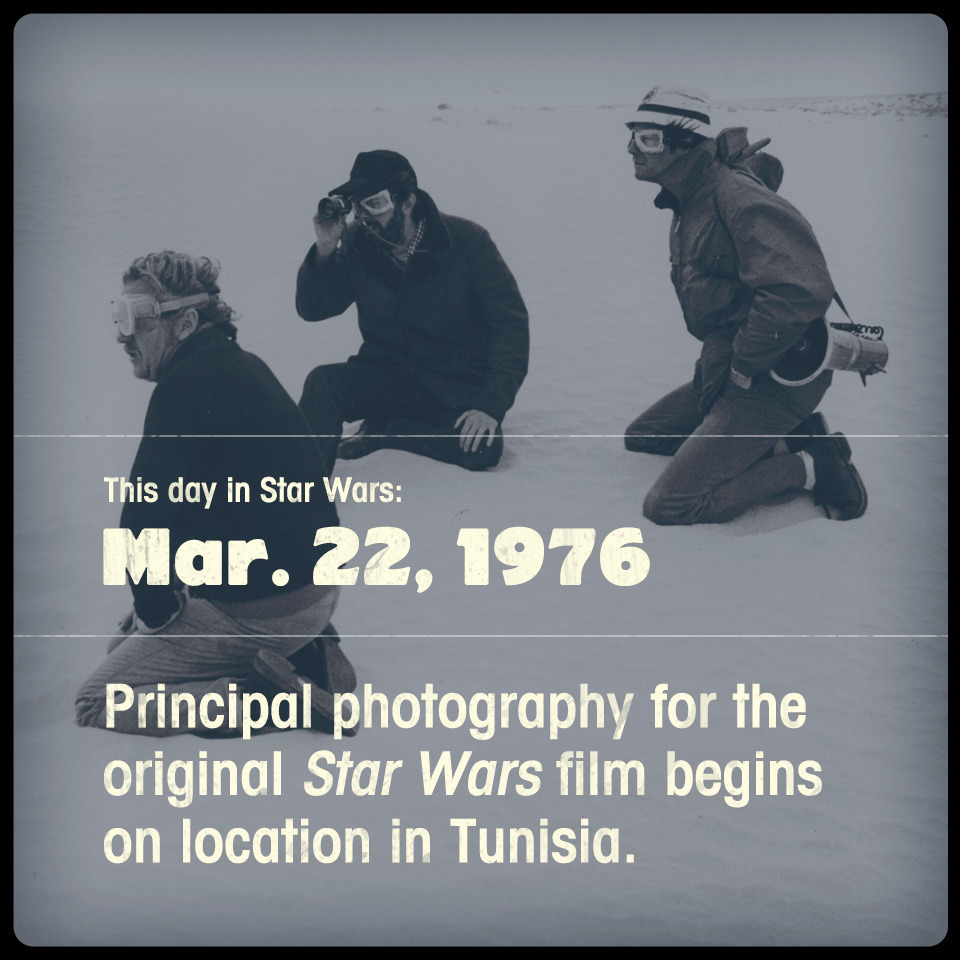 This day in Star Wars:
Mar. 22, 1976
Principal photography for the
original Star Wars film begins
on location in Tunisia.